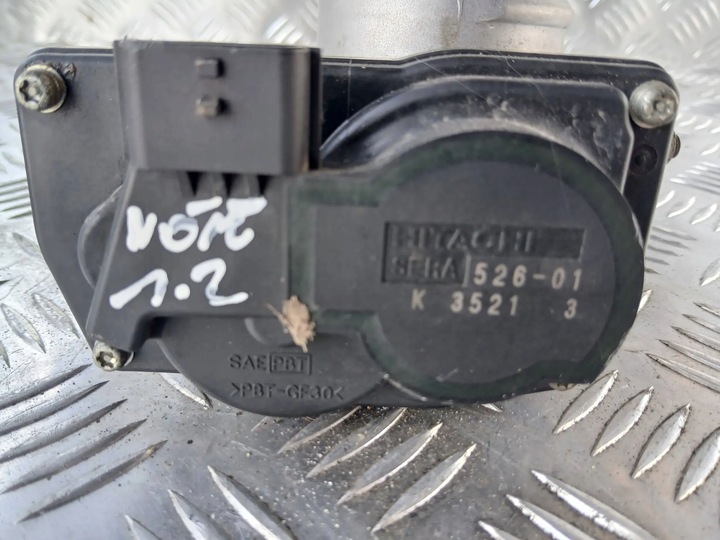 NOTE
1.2
HITACHI
SERA 526-01
K 3521 3
SAE PBT
>PBT-GF30<